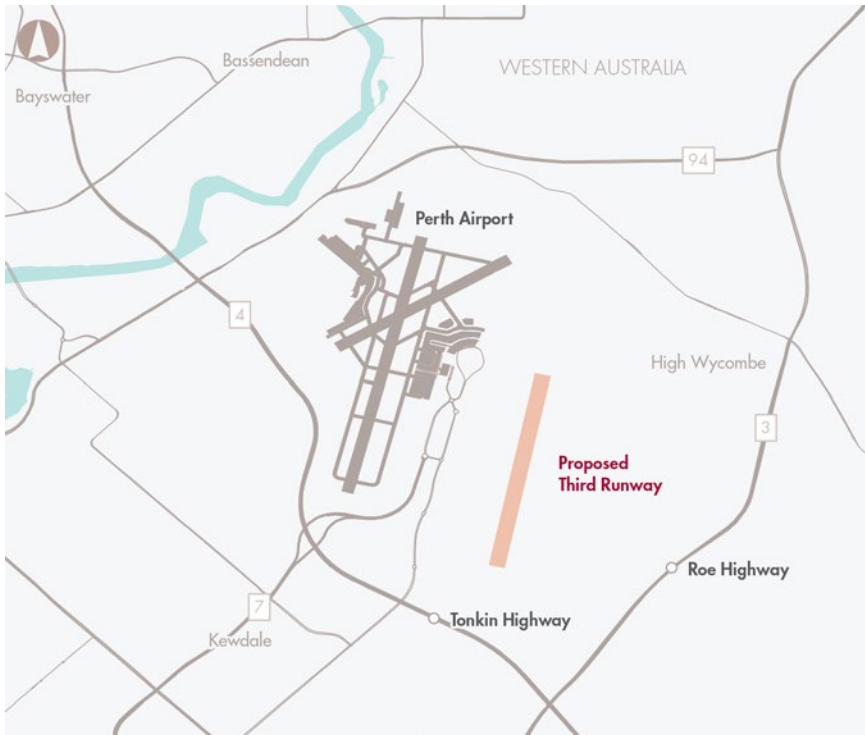 Bassendean
WESTERN AUSTRALIA
Bayswater
94
Perth Airport
4
High Wycombe
3
Proposed
Third Runway
Roe Highway
7
Tonkin Highway
Kewdale